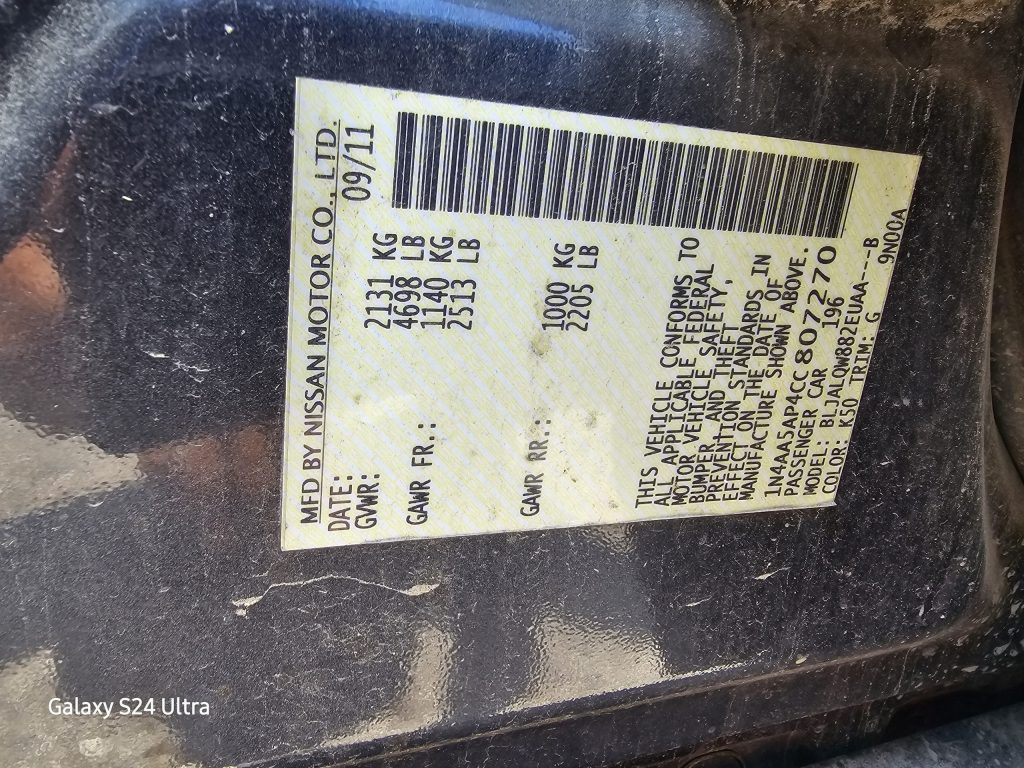 MFD BY NISSAN MOTOR CO., LTD.
DATE: 09/11
GVWR: 2131 KG
4698 LB
GAWR FR.: 1140 KG
2513 LB
GAWR RR.: 1000 KG
2205 LB
THIS VEHICLE CONFORMS TO
ALL APPLICABLE FEDERAL
MOTOR VEHICLE SAFETY,
BUMPER AND THEFT
PREVENTION STANDARDS IN
EFFECT ON THE DATE OF
MANUFACTURE SHOWN ABOVE.
1N4AA5AP4CC807270
PASSENGER CAR 196
MODEL: BLJALQW882EUAA----B
COLOR: K50 TRIM: G 9N00A
Galaxy S24 Ultra